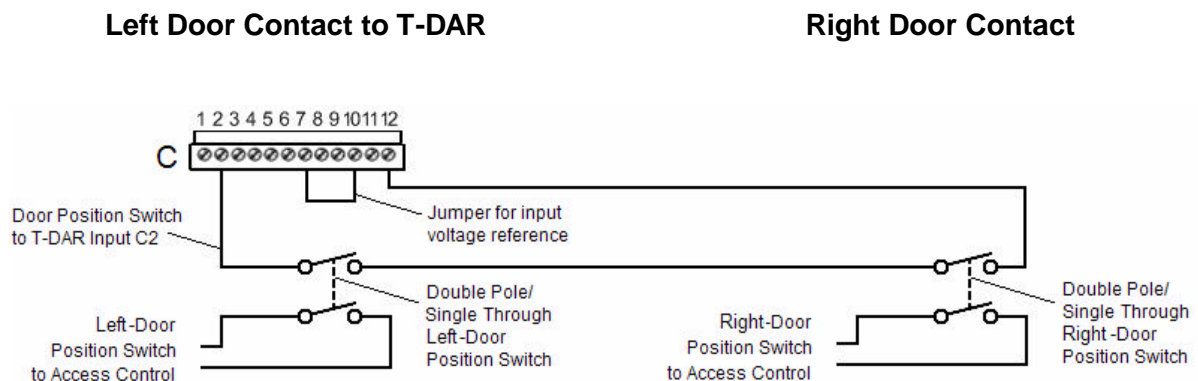 Left Door Contact to T-DAR
Right Door Contact
1 2 3 4 5 6 7 8 9 10 11 12
C
Door Position Switch
to T-DAR Input C2
Jumper for input
voltage reference
Double Pole/
Single Through
Left-Door
Position Switch
Left-Door
Position Switch
to Access Control
Double Pole/
Single Through
Right -Door
Position Switch
Right-Door
Position Switch
to Access Control